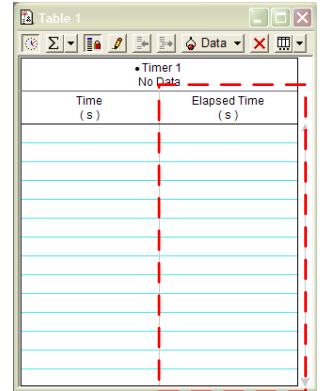 Table 1
Σ Data
• Timer 1
No Data
Time Elapsed Time
( s ) ( s )